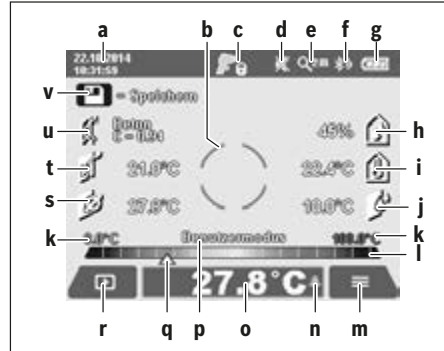 a b c d e f g
22.10.2014
10:31:59
v = Speichern
u Beton
E = 0.94
45% h
t 21.9°C
22.4°C i
s 27.8°C
10.0°C j
k k
Benutzermodus
l
27.8°C
r q p o n m